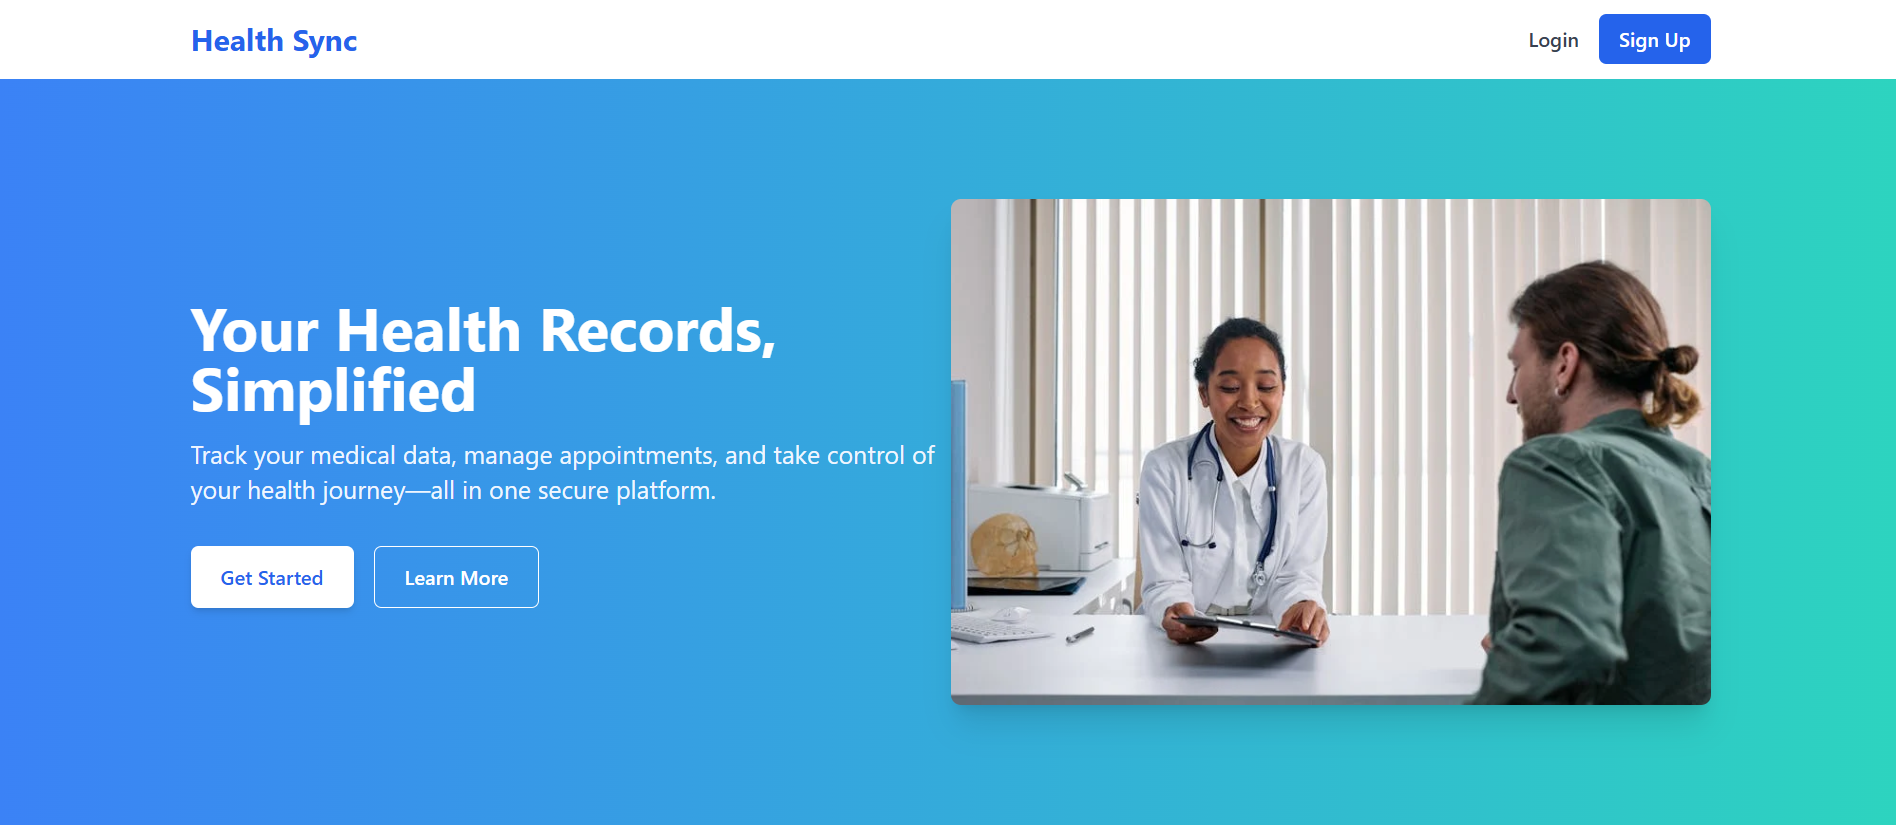 Health Sync
Login
Sign Up
Your Health Records,
Simplified
Track your medical data, manage appointments, and take control of
your health journey—all in one secure platform.
Get Started
Learn More